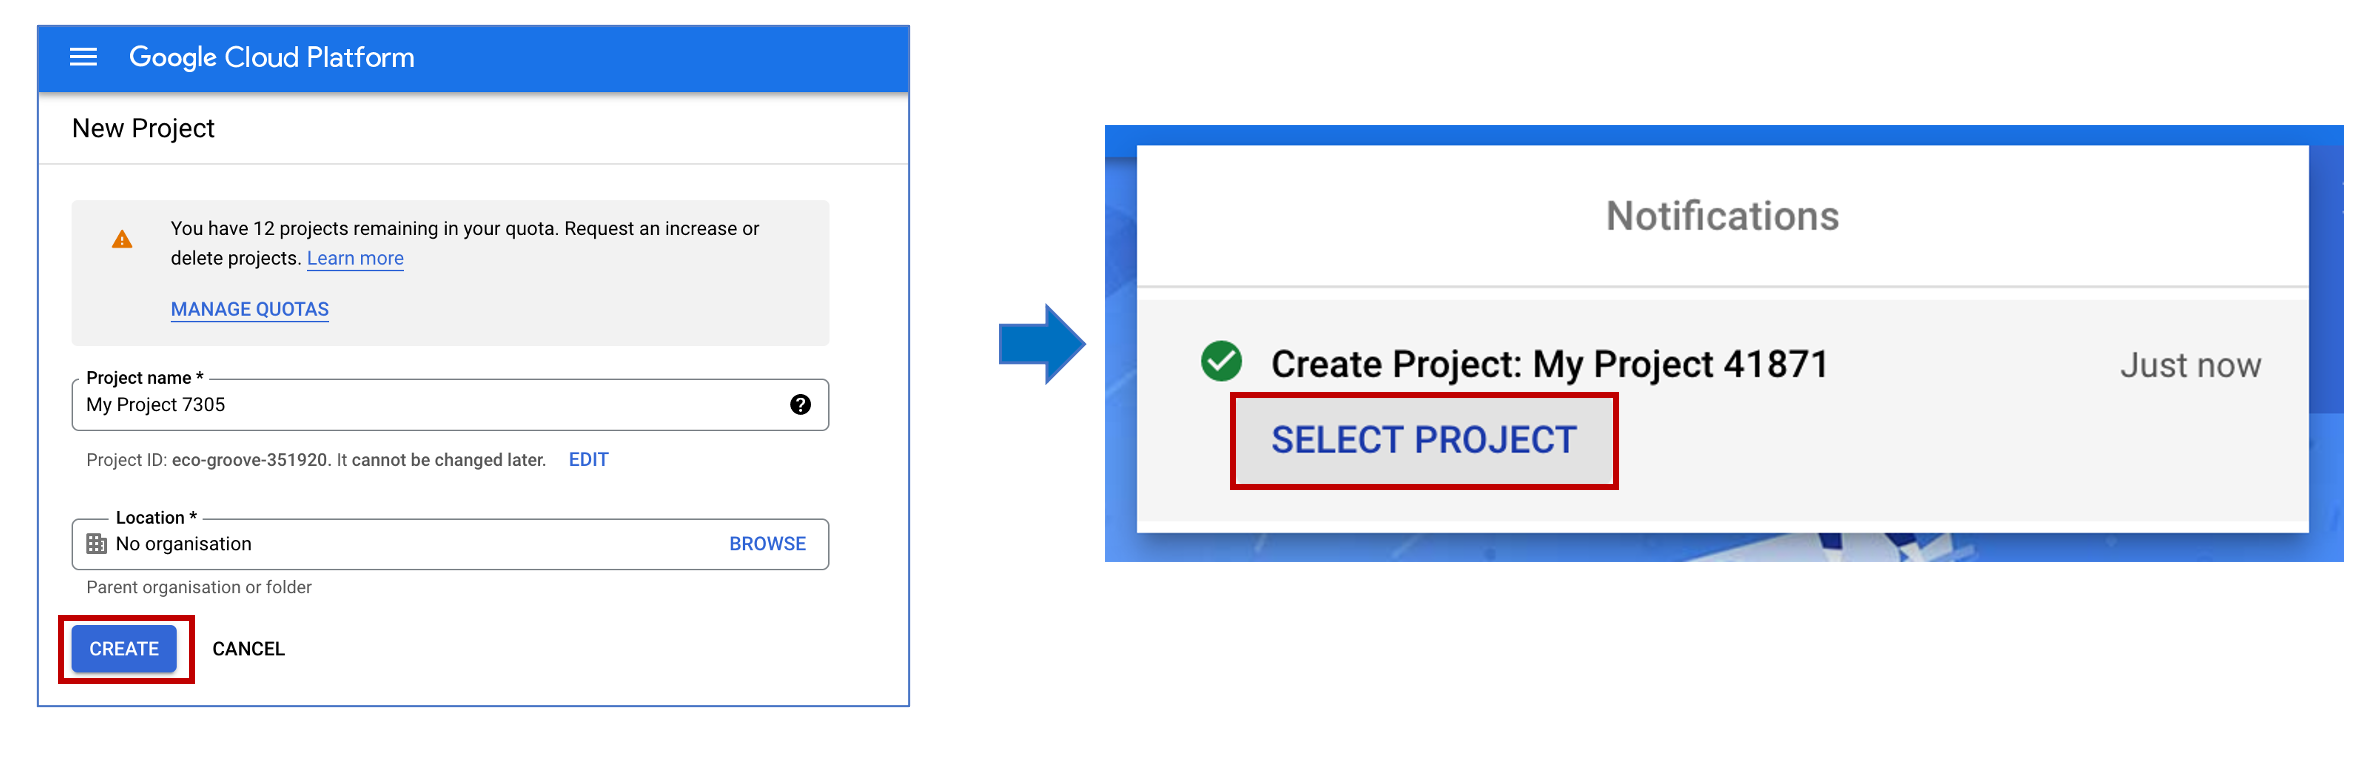 Google Cloud Platform
New Project
You have 12 projects remaining in your quota. Request an increase or
delete projects. Learn more
MANAGE QUOTAS
Project name *
My Project 7305
Project ID: eco-groove-351920. It cannot be changed later. EDIT
Location *
No organisation BROWSE
Parent organisation or folder
CREATE CANCEL
Notifications
Create Project: My Project 41871 Just now
SELECT PROJECT